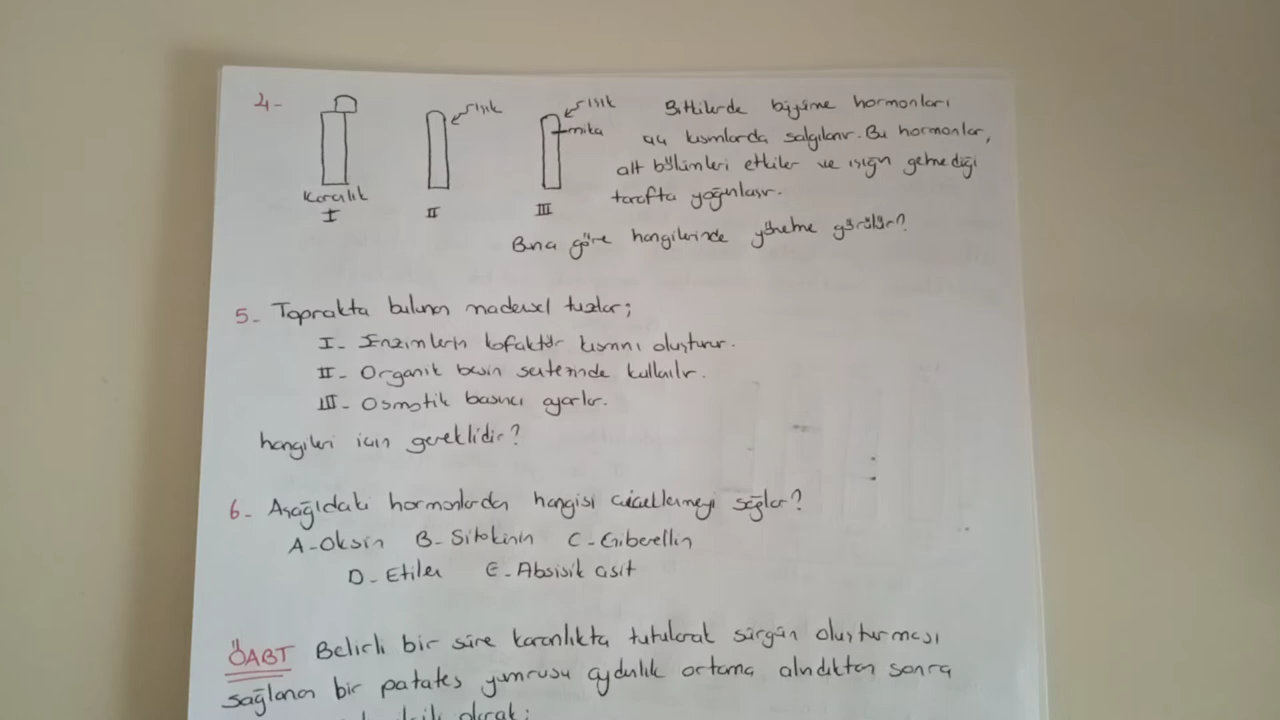 4-
Karanlık
I
ışık
II
ışık
mika
III
Bitkilerde büyüme hormonları
uç kısımlarda salgılanır. Bu hormonlar,
alt bölümleri etkiler ve ışığın gelmediği
tarafta yoğunlaşır.
Buna göre hangilerinde yönelme görülür?
5- Toprakta bulunan madensel tuzlar;
I- Enzimlerin kofaktör kısmını oluşturur.
II- Organik besin sentezinde kullanılır.
III- Osmotik basıncı ayarlar.
hangileri için gereklidir?
6- Aşağıdaki hormonlardan hangisi çiçeklenmeyi sağlar?
A-Oksin B-Sitokinin C-Giberellin
D-Etilen E-Absisik asit
ÖABT Belirli bir süre karanlıkta tutularak sürgün oluşturması
sağlanan bir patates yumrusu aydınlık ortama alındıktan sonra
olarak;